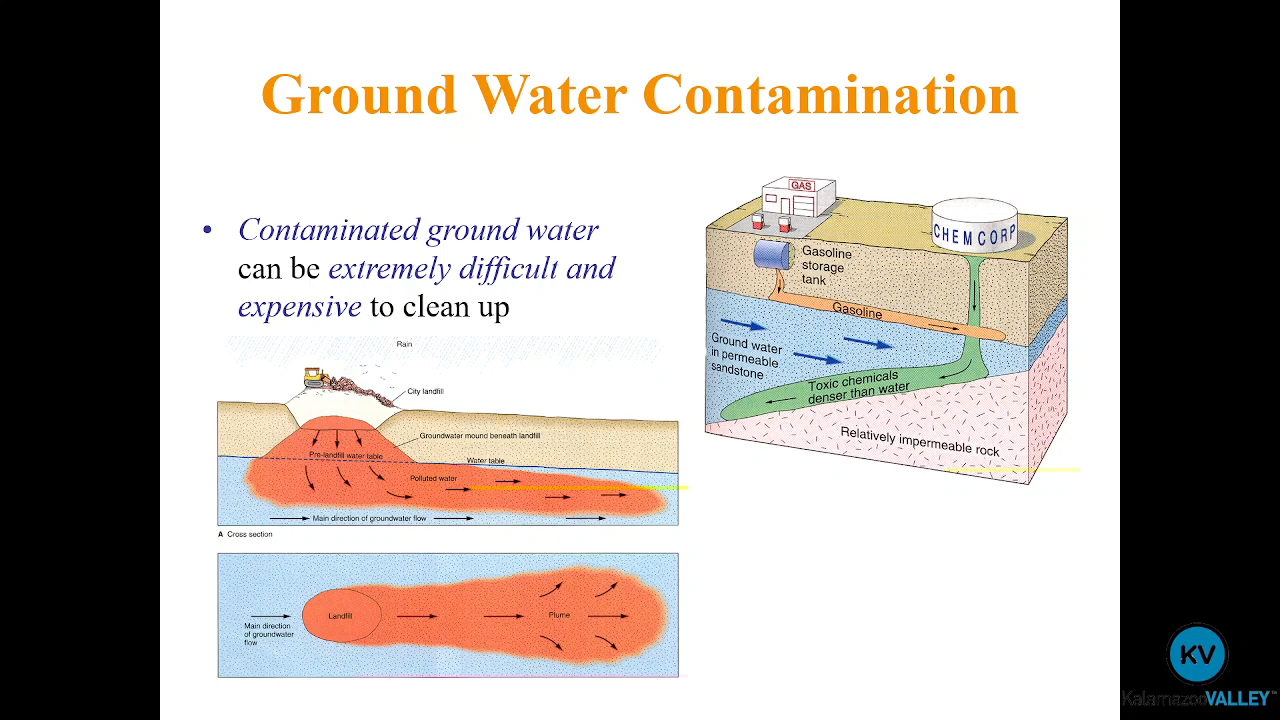 Ground Water Contamination
• Contaminated ground water
can be extremely difficult and
expensive to clean up
Rain
City landfill
Groundwater mound beneath landfill
Pre-landfill water table
Water table
Polluted water
Main direction of groundwater flow
A Cross section
Landfill
Plume
Main direction
of groundwater
flow
GAS
CHEMCORP
Gasoline
storage
tank
Gasoline
Ground water
in permeable
sandstone
Toxic chemicals
denser than water
Relatively impermeable rock
KV
KalamazooVALLEY™